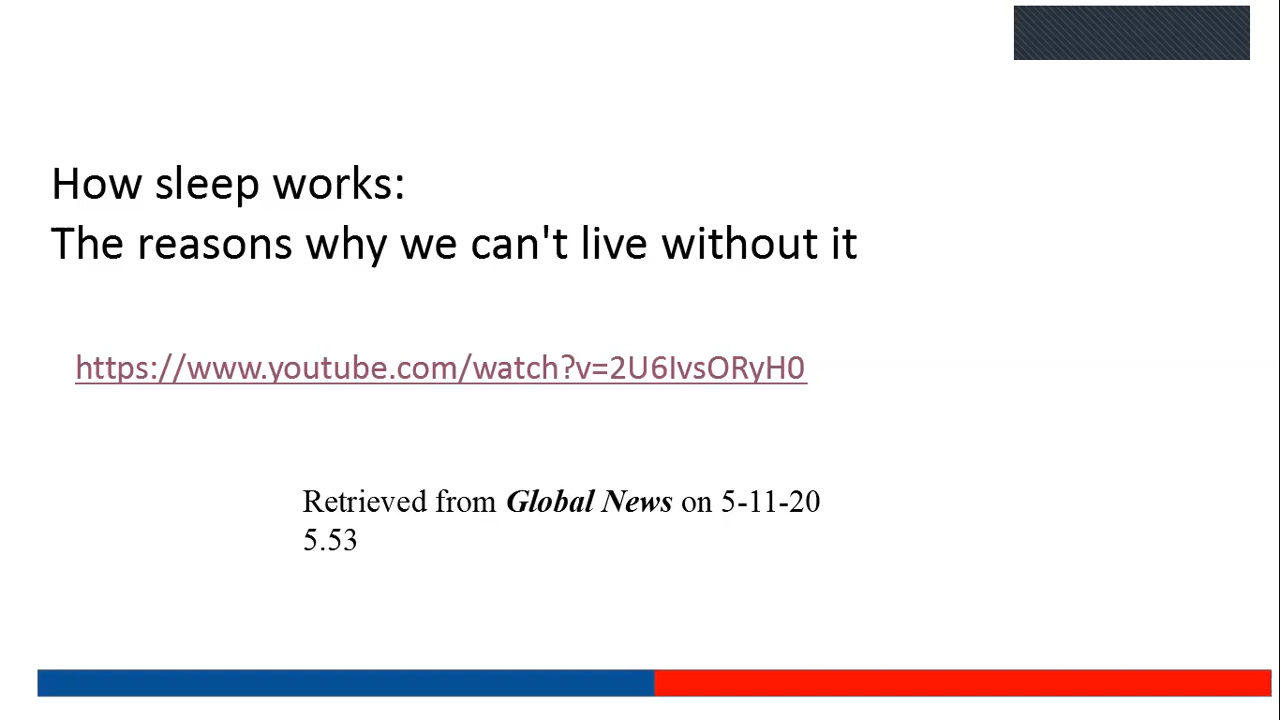 How sleep works:
The reasons why we can't live without it
https://www.youtube.com/watch?v=2U6IvsORyH0
Retrieved from Global News on 5-11-20
5.53